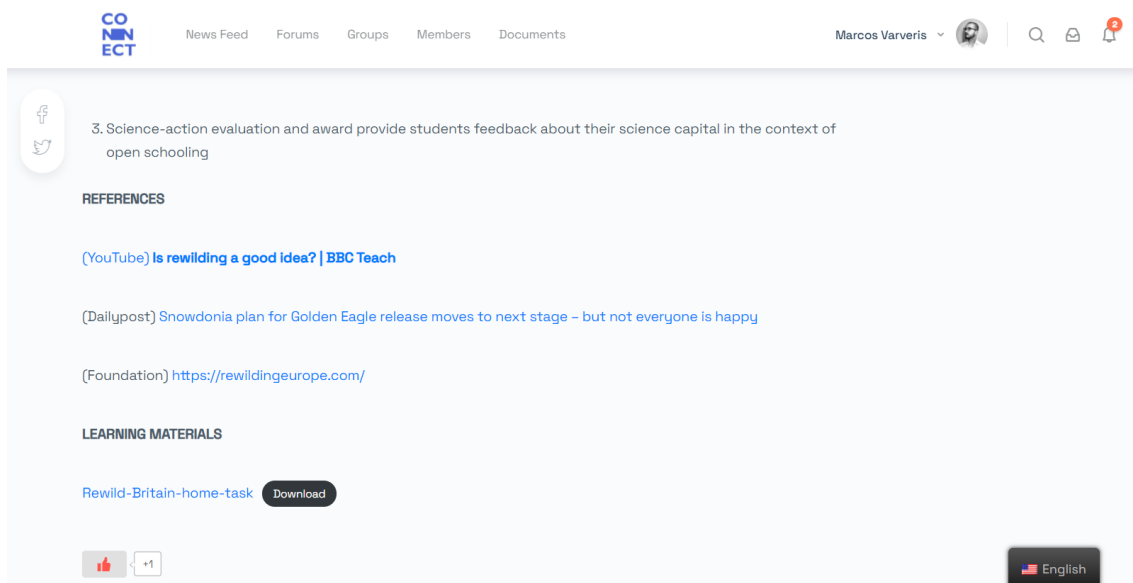 CO
NN
ECT
News Feed
Forums
Groups
Members
Documents
Marcos Varveris
2
3. Science-action evaluation and award provide students feedback about their science capital in the context of
open schooling
REFERENCES
(YouTube) Is rewilding a good idea? | BBC Teach
(Dailypost) Snowdonia plan for Golden Eagle release moves to next stage – but not everyone is happy
(Foundation) https://rewildingeurope.com/
LEARNING MATERIALS
Rewild-Britain-home-task Download
+1
English